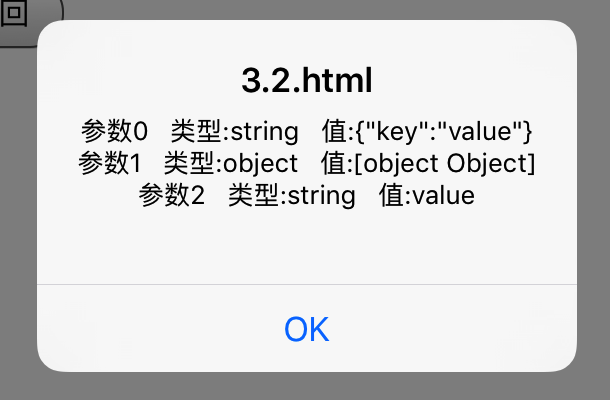 回
3.2.html
参数0 类型:string 值:{"key":"value"}
参数1 类型:object 值:[object Object]
参数2 类型:string 值:value
OK